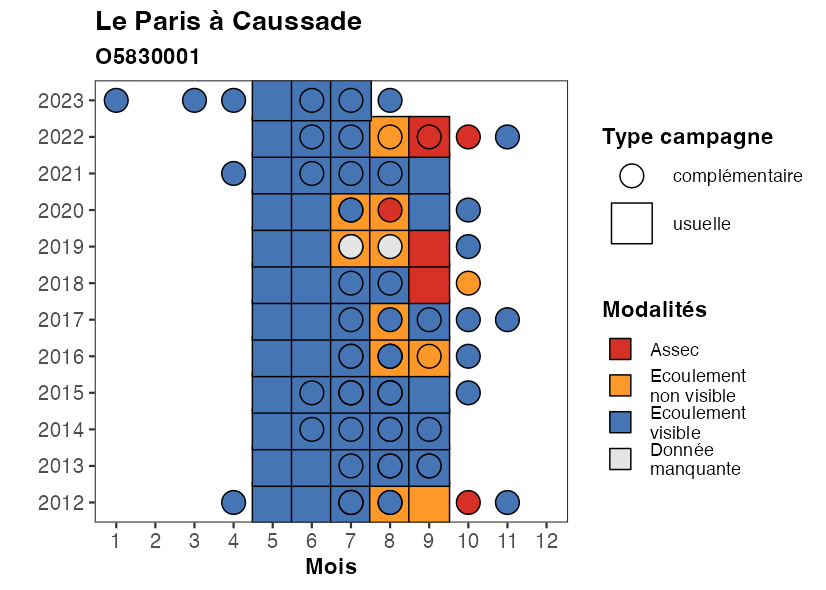 Le Paris à Caussade
O5830001
2023
2022
2021
2020
2019
2018
2017
2016
2015
2014
2013
2012
1 2 3 4 5 6 7 8 9 10 11 12
Mois
Type campagne
complémentaire
usuelle
Modalités
Assec
Ecoulement
non visible
Ecoulement
visible
Donnée
manquante